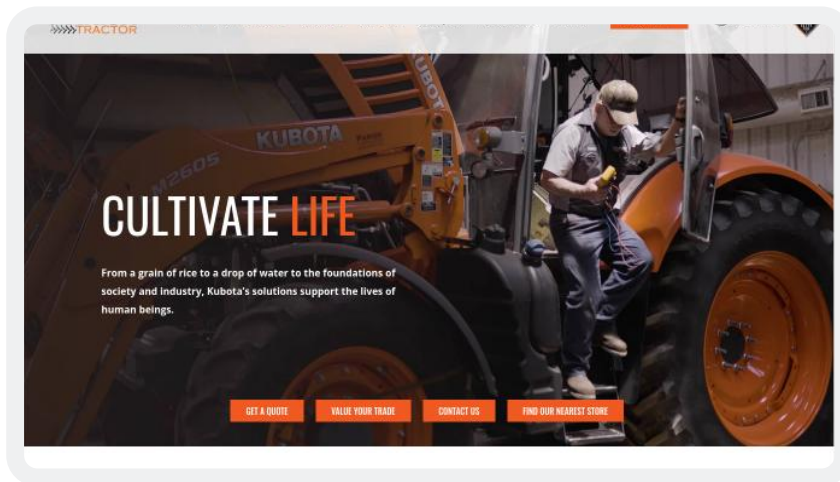 TRACTOR
KUBOTA
KUBOTA
M2605
CULTIVATE LIFE
From a grain of rice to a drop of water to the foundations of
society and industry, Kubota's solutions support the lives of
human beings.
GET A QUOTE
VALUE YOUR TRADE
CONTACT US
FIND OUR NEAREST STORE